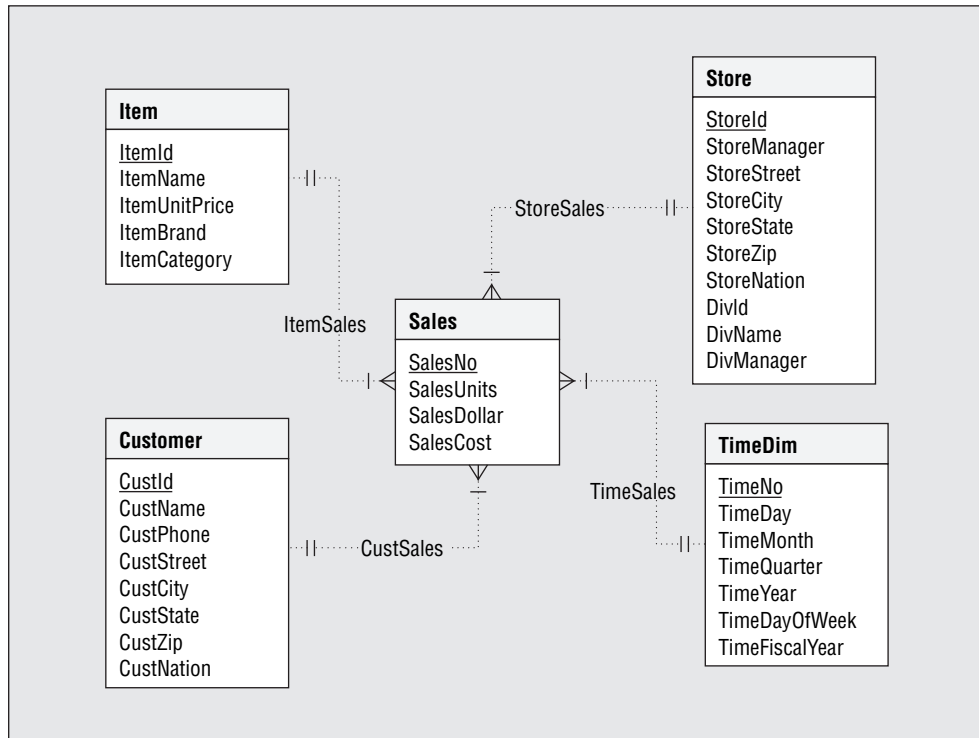 Item
ItemId
ItemName
ItemUnitPrice
ItemBrand
ItemCategory
Store
StoreId
StoreManager
StoreStreet
StoreCity
StoreState
StoreZip
StoreNation
DivId
DivName
DivManager
StoreSales
ItemSales
Sales
SalesNo
SalesUnits
SalesDollar
SalesCost
Customer
CustId
CustName
CustPhone
CustStreet
CustCity
CustState
CustZip
CustNation
CustSales
TimeSales
TimeDim
TimeNo
TimeDay
TimeMonth
TimeQuarter
TimeYear
TimeDayOfWeek
TimeFiscalYear